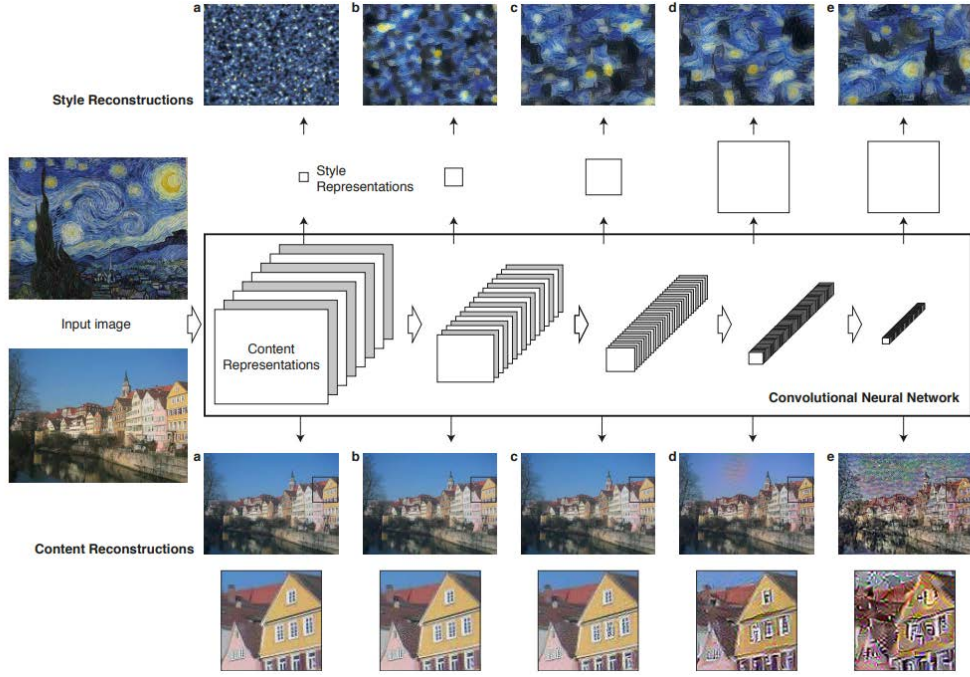 a
b
c
d
e
Style Reconstructions
Style
Representations
Input image
Content
Representations
Convolutional Neural Network
a
b
c
d
e
Content Reconstructions